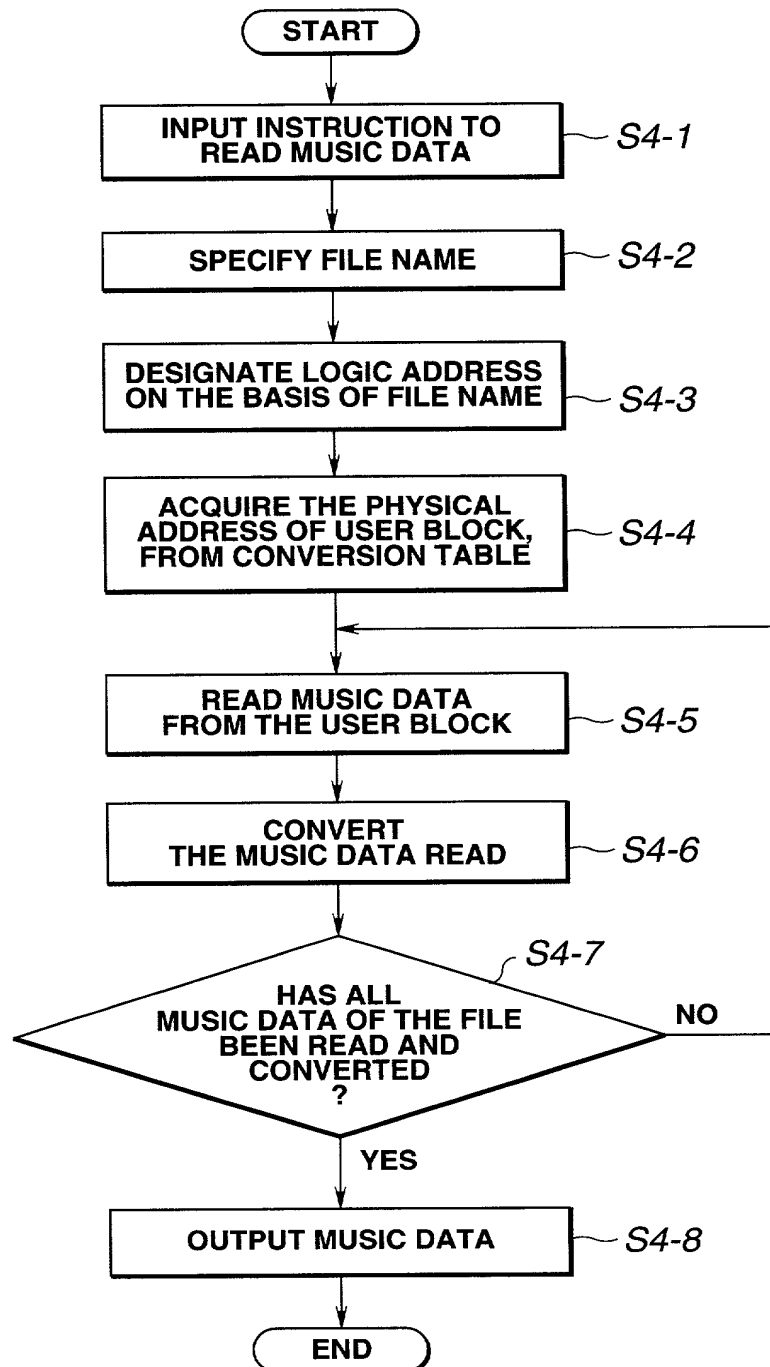 START
INPUT INSTRUCTION TO
READ MUSIC DATA
S4-1
SPECIFY FILE NAME
S4-2
DESIGNATE LOGIC ADDRESS
ON THE BASIS OF FILE NAME
S4-3
ACQUIRE THE PHYSICAL
ADDRESS OF USER BLOCK,
FROM CONVERSION TABLE
S4-4
READ MUSIC DATA
FROM THE USER BLOCK
S4-5
CONVERT
THE MUSIC DATA READ
S4-6
S4-7
HAS ALL
MUSIC DATA OF THE FILE
BEEN READ AND
CONVERTED
?
NO
YES
OUTPUT MUSIC DATA
S4-8
END